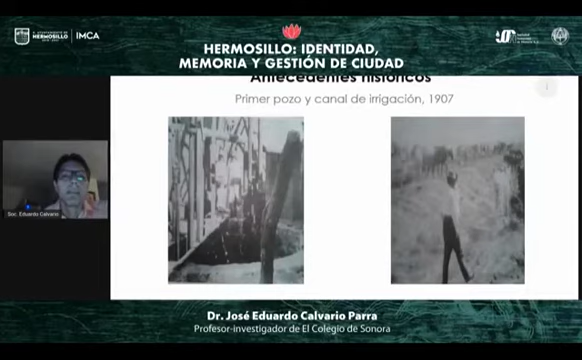 HERMOSILLO
IMCA
HERMOSILLO: IDENTIDAD,
MEMORIA Y GESTIÓN DE CIUDAD
Antecedentes históricos
Primer pozo y canal de irrigación, 1907
Soc. Eduardo Calvario
Dr. José Eduardo Calvario Parra
Profesor-investigador de El Colegio de Sonora